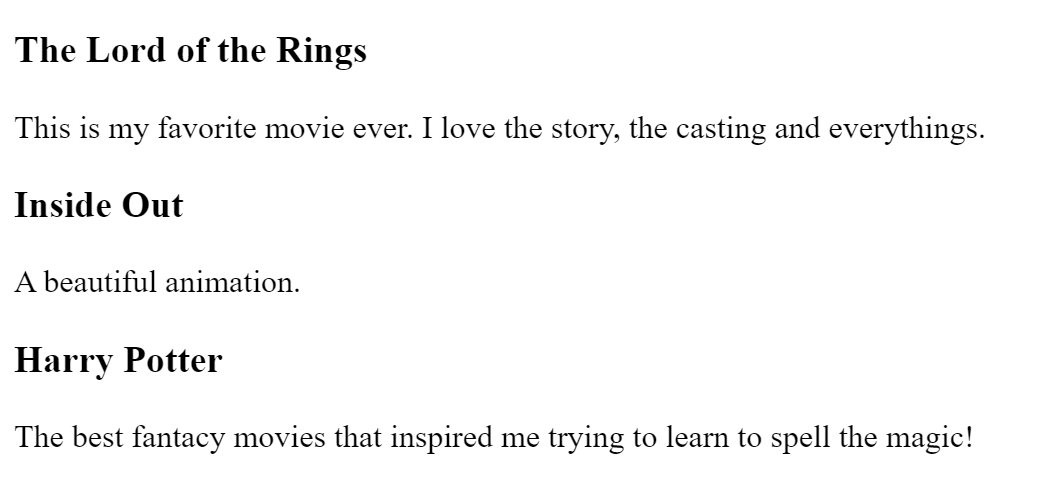 The Lord of the Rings
This is my favorite movie ever. I love the story, the casting and everythings.
Inside Out
A beautiful animation.
Harry Potter
The best fantacy movies that inspired me trying to learn to spell the magic!